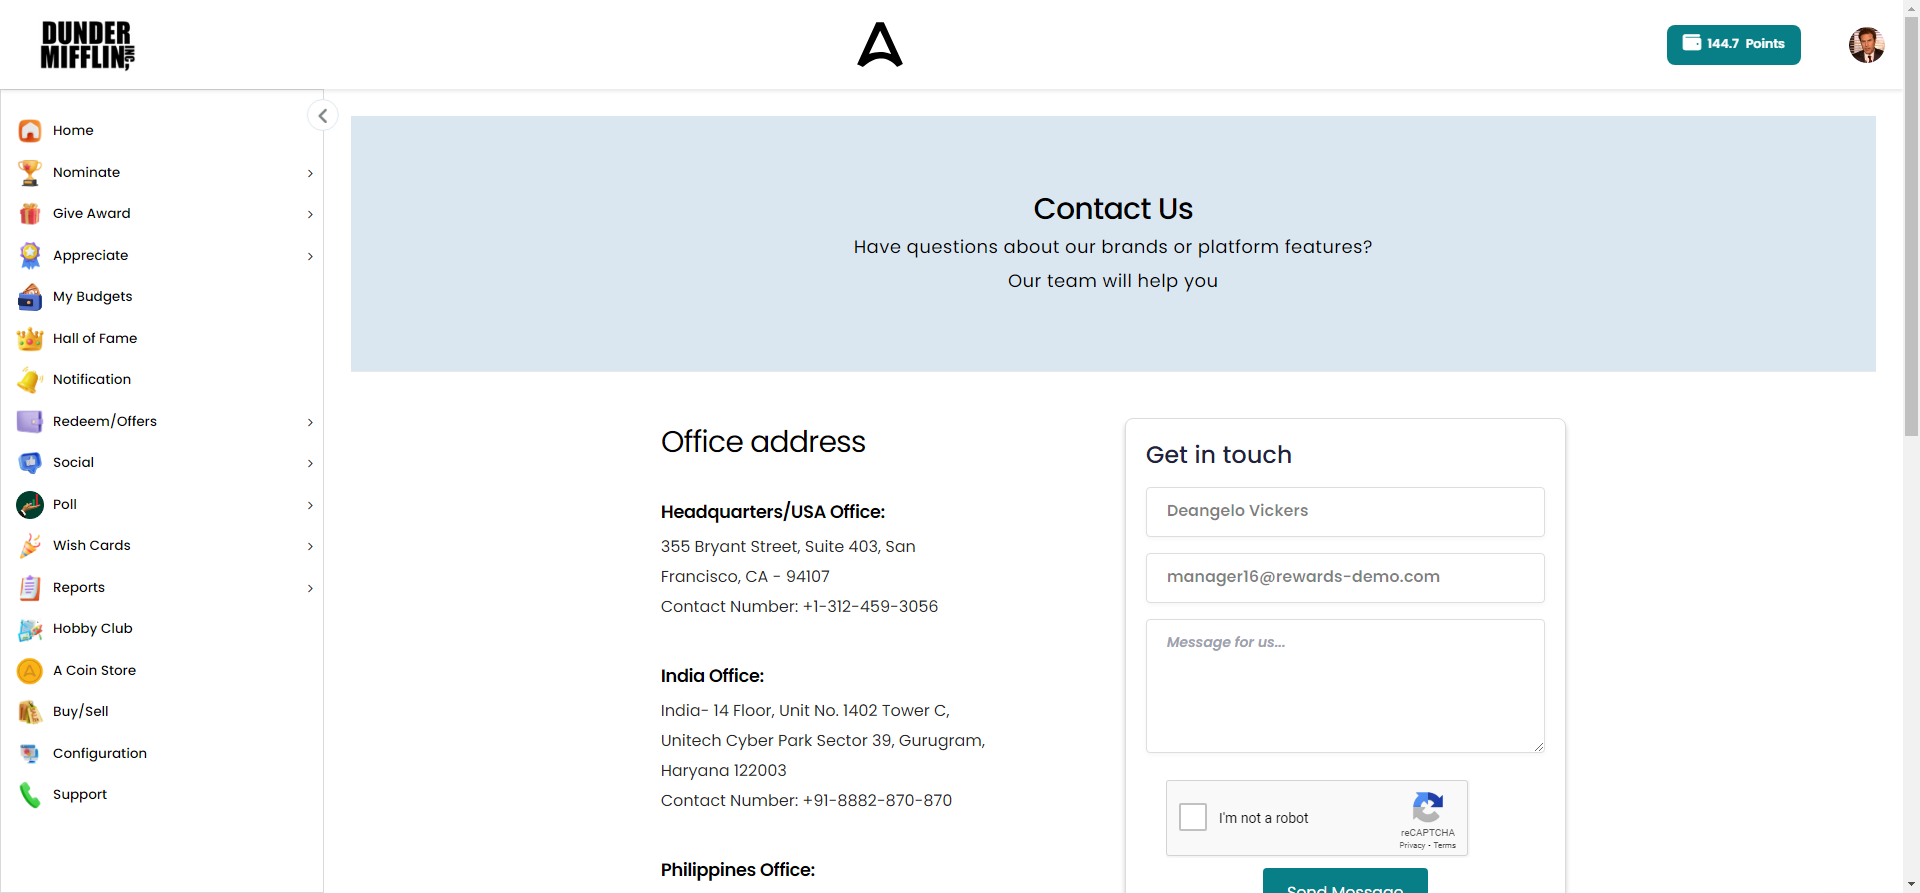 DUNDER
MIFFLIN, INC
A
144.7 Points
Home
Nominate
Give Award
Appreciate
My Budgets
Hall of Fame
Notification
Redeem/Offers
Social
Poll
Wish Cards
Reports
Hobby Club
A Coin Store
Buy/Sell
Configuration
Support
Contact Us
Have questions about our brands or platform features?
Our team will help you
Office address
Headquarters/USA Office:
355 Bryant Street, Suite 403, San
Francisco, CA - 94107
Contact Number: +1-312-459-3056
India Office:
India- 14 Floor, Unit No. 1402 Tower C,
Unitech Cyber Park Sector 39, Gurugram,
Haryana 122003
Contact Number: +91-8882-870-870
Philippines Office:
Get in touch
Deangelo Vickers
manager16@rewards-demo.com
Message for us...
I'm not a robot
reCAPTCHA
Privacy - Terms
Send Message